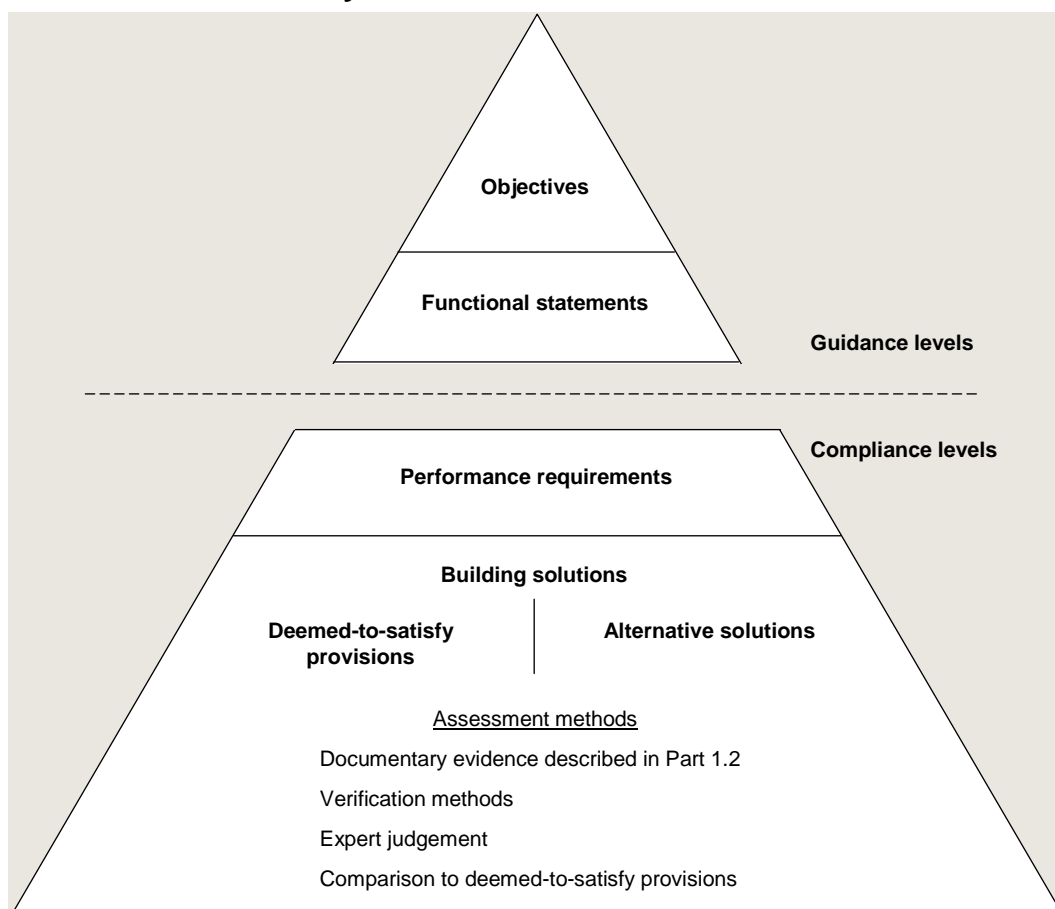 Objectives
Functional statements
Guidance levels
Compliance levels
Performance requirements
Building solutions
Deemed-to-satisfy
provisions
Alternative solutions
Assessment methods
Documentary evidence described in Part 1.2
Verification methods
Expert judgement
Comparison to deemed-to-satisfy provisions